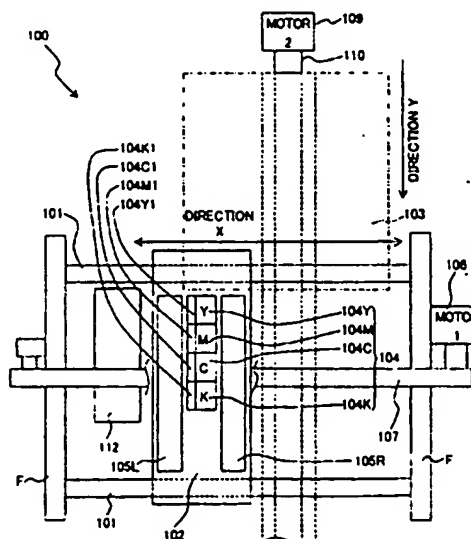 MOTOR
2
109
110
100
DIRECTION Y
104K1
104C1
104M1
104Y1
DIRECTION
X
103
101
106
MOTOR
1
Y
M
C
K
104Y
104M
104C
104K
104
107
112
105L
105R
F
F
101
102